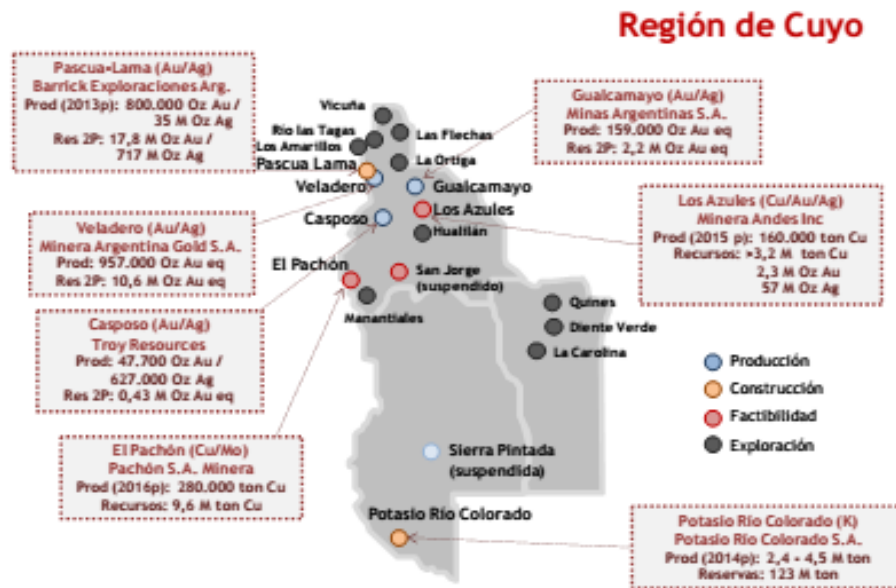 Región de Cuyo
Pascua-Lama (Au/Ag)
Barrick Exploraciones Arg.
Prod (2013p): 800.000 Oz Au /
35 M Oz Ag
Res 2P: 17,8 M Oz Au /
717 M Oz Ag
Veladero (Au/Ag)
Minera Argentina Gold S.A.
Prod: 957.000 Oz Au eq
Res 2P: 10,6 M Oz Au eq
Casposo (Au/Ag)
Troy Resources
Prod: 47.700 Oz Au /
627.000 Oz Ag
Res 2P: 0,43 M Oz Au eq
El Pachón (Cu/Mo)
Pachón S.A. Minera
Prod (2016p): 280.000 ton Cu
Recursos: 9,6 M ton Cu
Vicuña
Río las Tagas
Los Amarillos
Las Flechas
La Ortiga
Pascua Lama
Veladero
Gualcamayo
Casposo
Los Azules
Hualilán
El Pachón
San Jorge
(suspendido)
Manantiales
Quines
Diente Verde
La Carolina
Sierra Pintada
(suspendida)
Potasio Río Colorado
Gualcamayo (Au/Ag)
Minas Argentinas S.A.
Prod: 159.000 Oz Au eq
Res 2P: 2,2 M Oz Au eq
Los Azules (Cu/Au/Ag)
Minera Andes Inc
Prod (2015 p): 160.000 ton Cu
Recursos: >3,2 M ton Cu
2,3 M Oz Au
57 M Oz Ag
Producción
Construcción
Factibilidad
Exploración
Potasio Río Colorado (K)
Potasio Río Colorado S.A.
Prod (2014p): 2,4 - 4,5 M ton
Reservas: 123 M ton